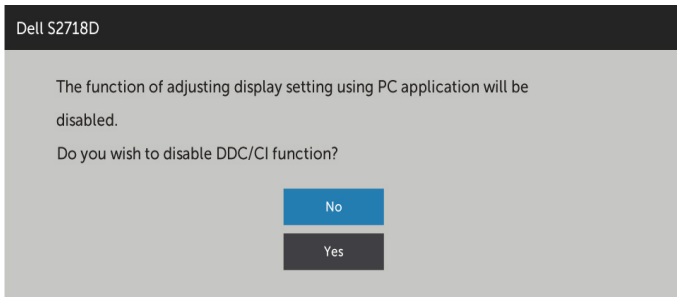 Dell S2718D
The function of adjusting display setting using PC application will be
disabled.
Do you wish to disable DDC/CI function?
No
Yes